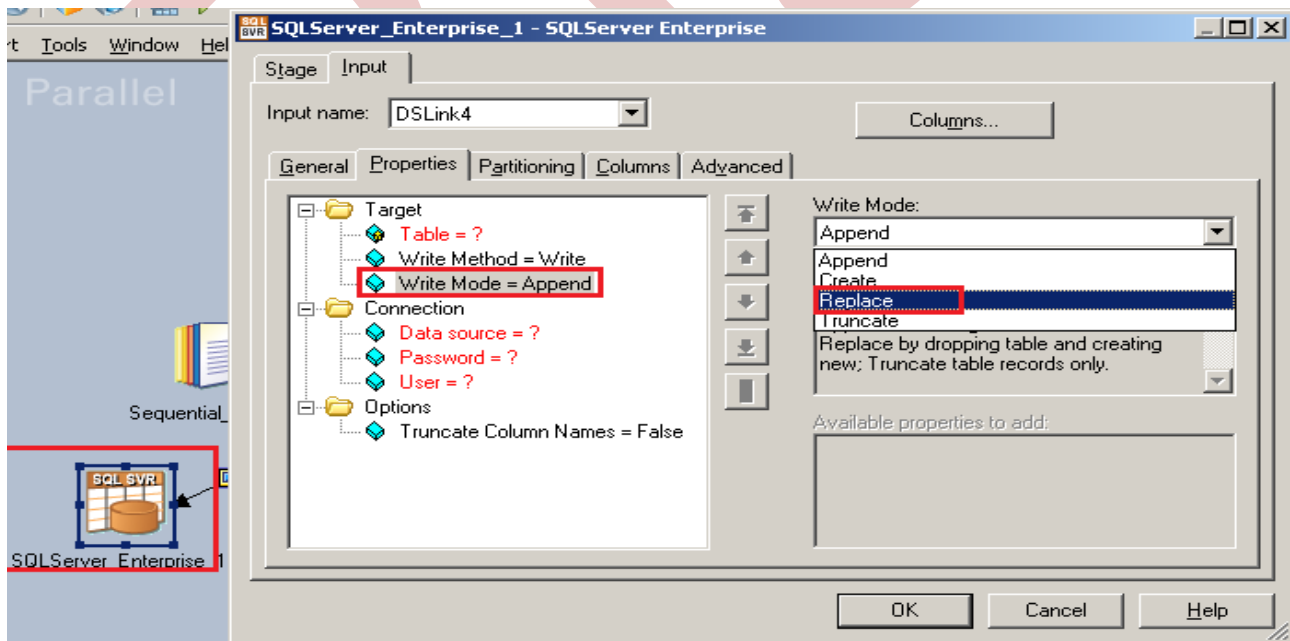 SQL SVR SQLServer_Enterprise_1 - SQLServer Enterprise
Tools Window Hel
Stage Input
Parallel
Input name: DSLink4
Columns...
General Properties Partitioning Columns Advanced
Target
Table = ?
Write Method = Write
Write Mode = Append
Connection
Data source = ?
Password = ?
User = ?
Options
Truncate Column Names = False
Write Mode:
Append
Append
Create
Replace
Truncate
Replace by dropping table and creating
new; Truncate table records only.
Available properties to add:
Sequential_
SQL SVR
SQLServer_Enterprise_1
OK Cancel Help